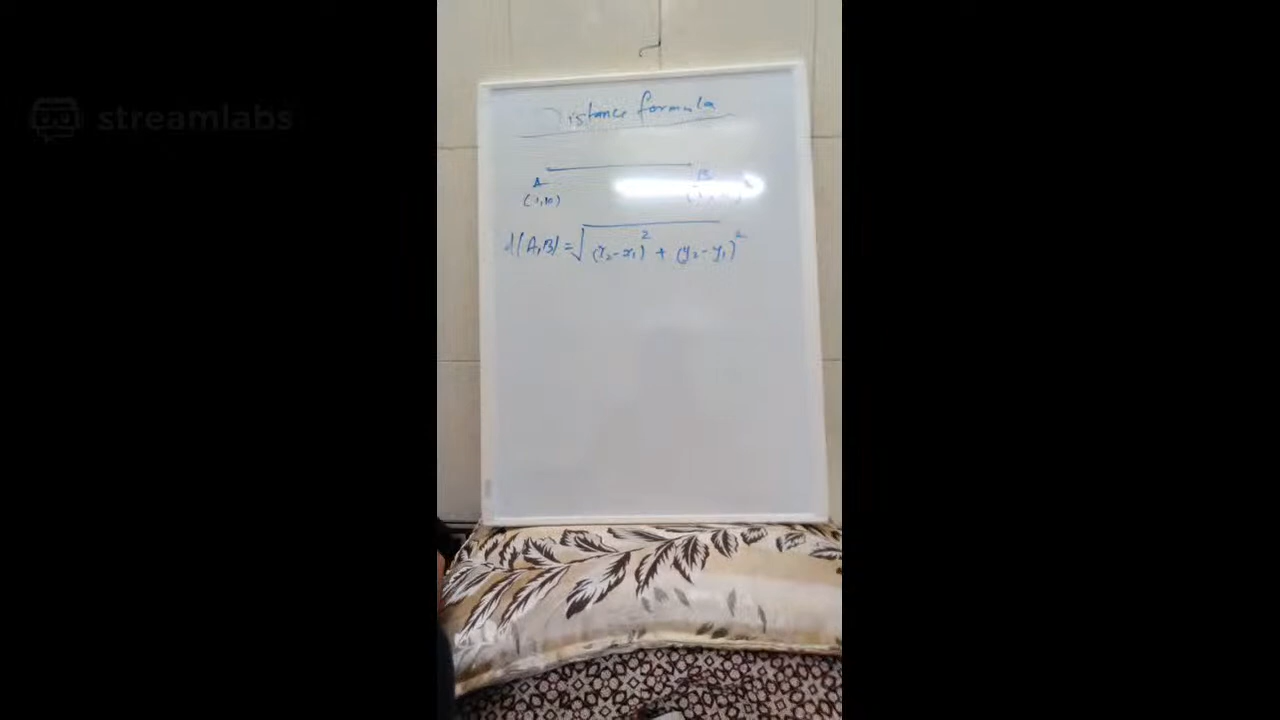 streamlabs
Distance formula
A B
d(A,B) = √(x₂-x₁)² + (y₂-y₁)²